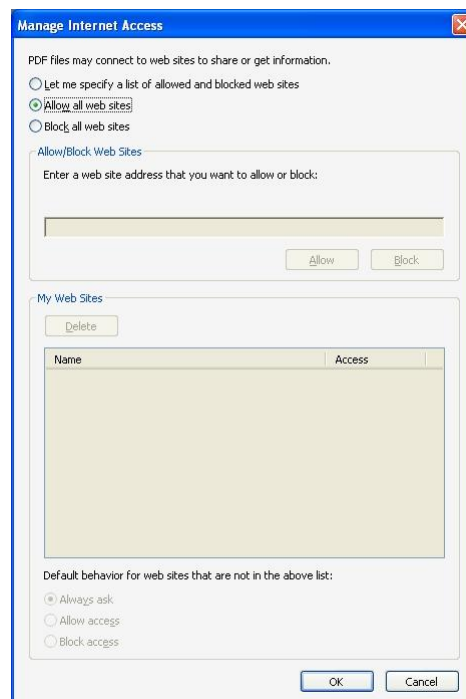 Manage Internet Access
PDF files may connect to web sites to share or get information.
Let me specify a list of allowed and blocked web sites
Allow all web sites
Block all web sites
Allow/Block Web Sites
Enter a web site address that you want to allow or block:
Allow Block
My Web Sites
Delete
Name Access
Default behavior for web sites that are not in the above list:
Always ask
Allow access
Block access
OK Cancel